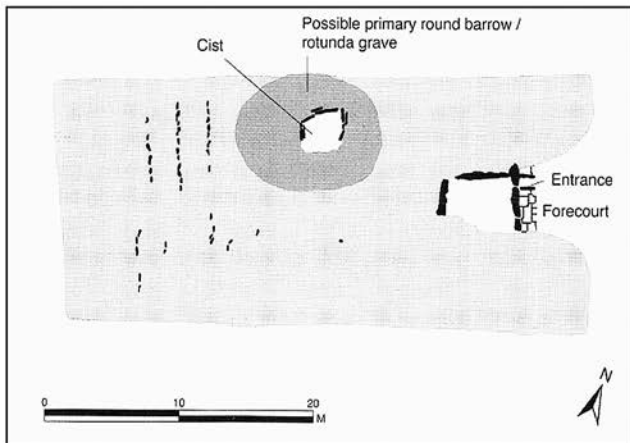 Possible primary round barrow /
rotunda grave
Cist
Entrance
Forecourt
0 10 20
M
N